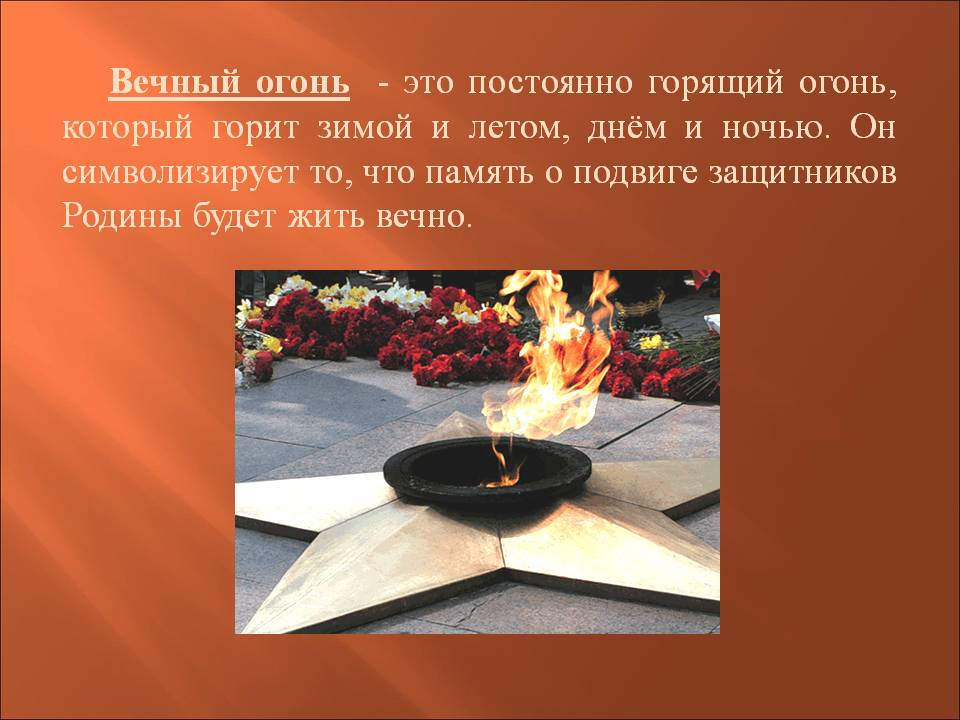 Вечный огонь - это постоянно горящий огонь,
который горит зимой и летом, днём и ночью. Он
символизирует то, что память о подвиге защитников
Родины будет жить вечно.